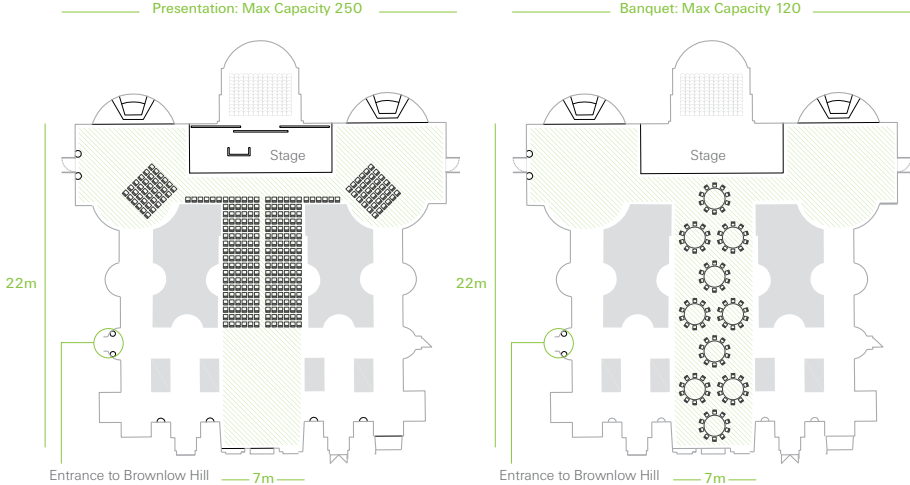 Presentation: Max Capacity 250
Stage
22m
Entrance to Brownlow Hill
7m
Banquet: Max Capacity 120
Stage
22m
Entrance to Brownlow Hill
7m